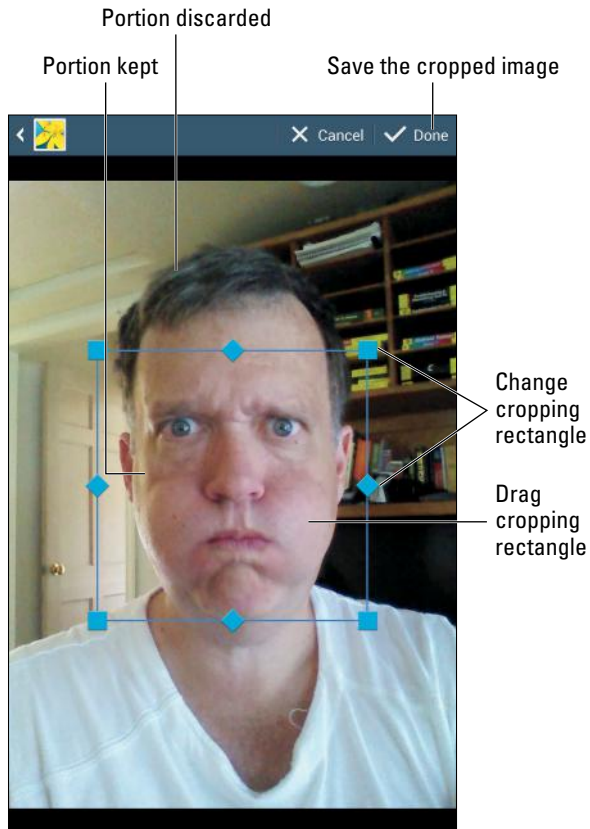 Portion discarded
Portion kept
Save the cropped image
Cancel
Done
Change
cropping
rectangle
Drag
cropping
rectangle